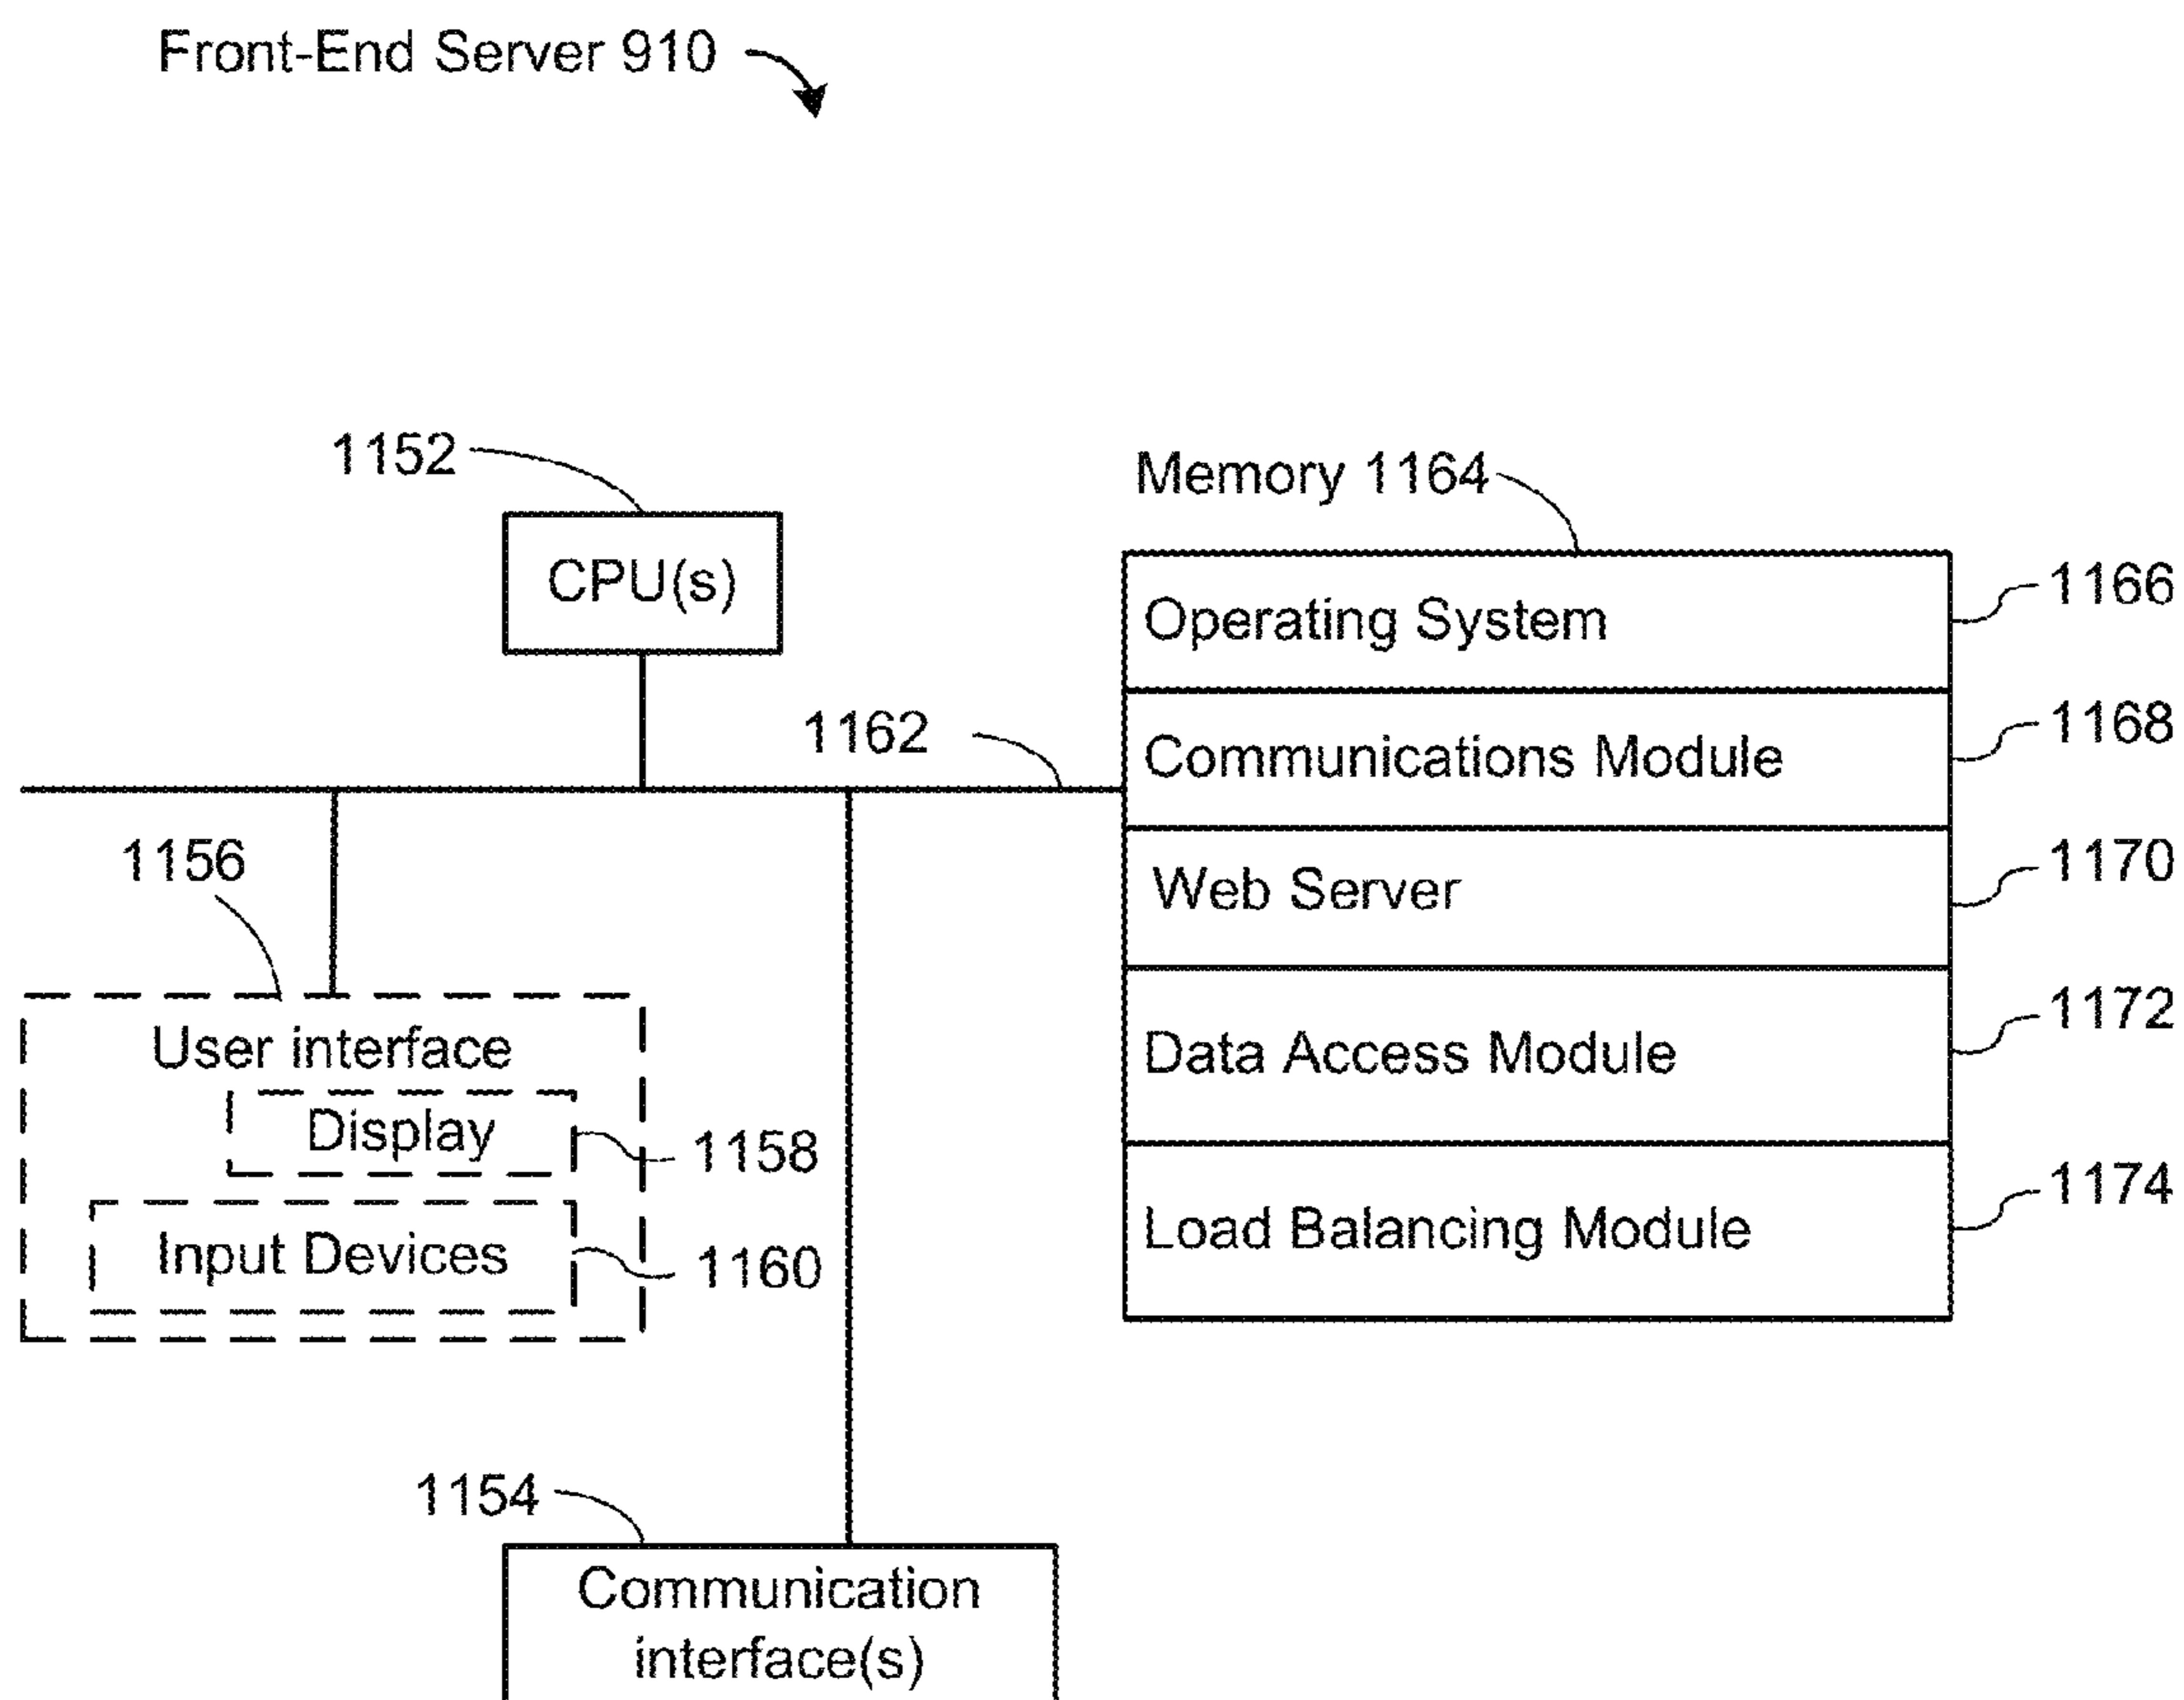 Front-End Server 910
1152
CPU(s)
Memory 1164
Operating System
1166
1162
Communications Module
1168
Web Server
1170
Data Access Module
1172
Load Balancing Module
1174
1156
User interface
Display
1158
Input Devices
1160
1154
Communication
interface(s)